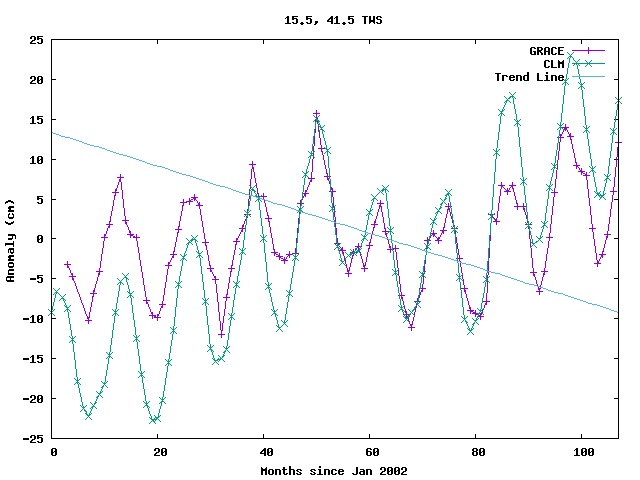 15.5, 41.5 TWS
GRACE
CLM
Trend Line
25
20
15
10
5
0
-5
-10
-15
-20
-25
Anomaly (cm)
0 20 40 60 80 100
Months since Jan 2002